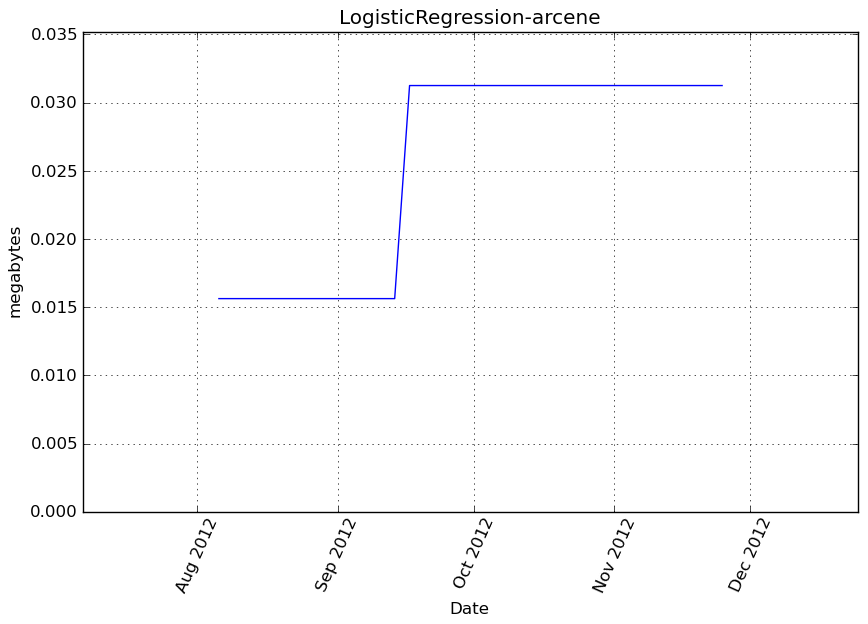 LogisticRegression-arcene
0.035
0.030
0.025
0.020
0.015
0.010
0.005
0.000
megabytes
Aug 2012
Sep 2012
Oct 2012
Nov 2012
Dec 2012
Date